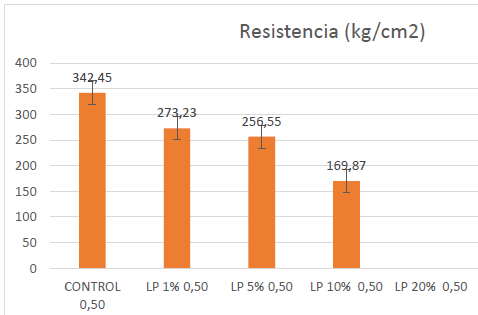 Resistencia (kg/cm2)
400
350
300
250
200
150
100
50
0
342,45
273,23
256,55
169,87
CONTROL
0,50
LP 1% 0,50
LP 5% 0,50
LP 10% 0,50
LP 20% 0,50